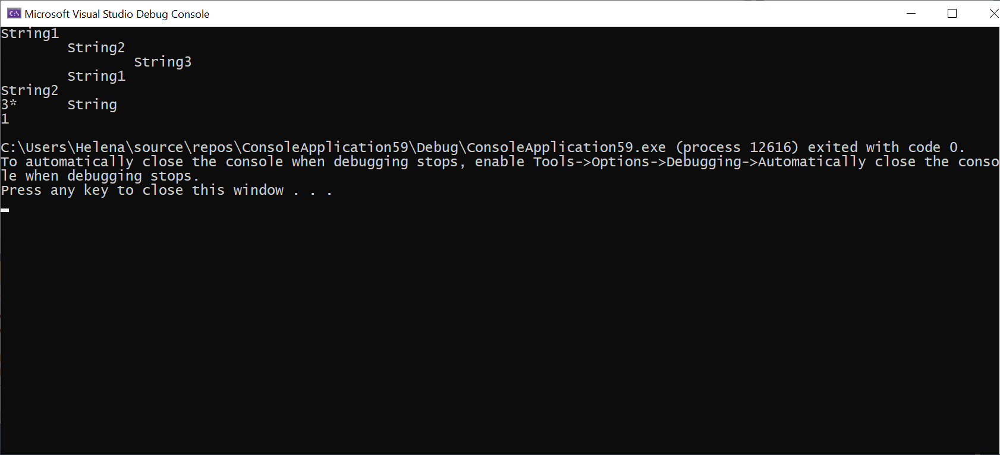 Microsoft Visual Studio Debug Console
String1
String2
String3
String1
String2
3* String
1
C:\Users\Helena\source\repos\ConsoleApplication59\Debug\ConsoleApplication59.exe (process 12616) exited with code 0.
To automatically close the console when debugging stops, enable Tools->Options->Debugging->Automatically close the conso
le when debugging stops.
Press any key to close this window . . .